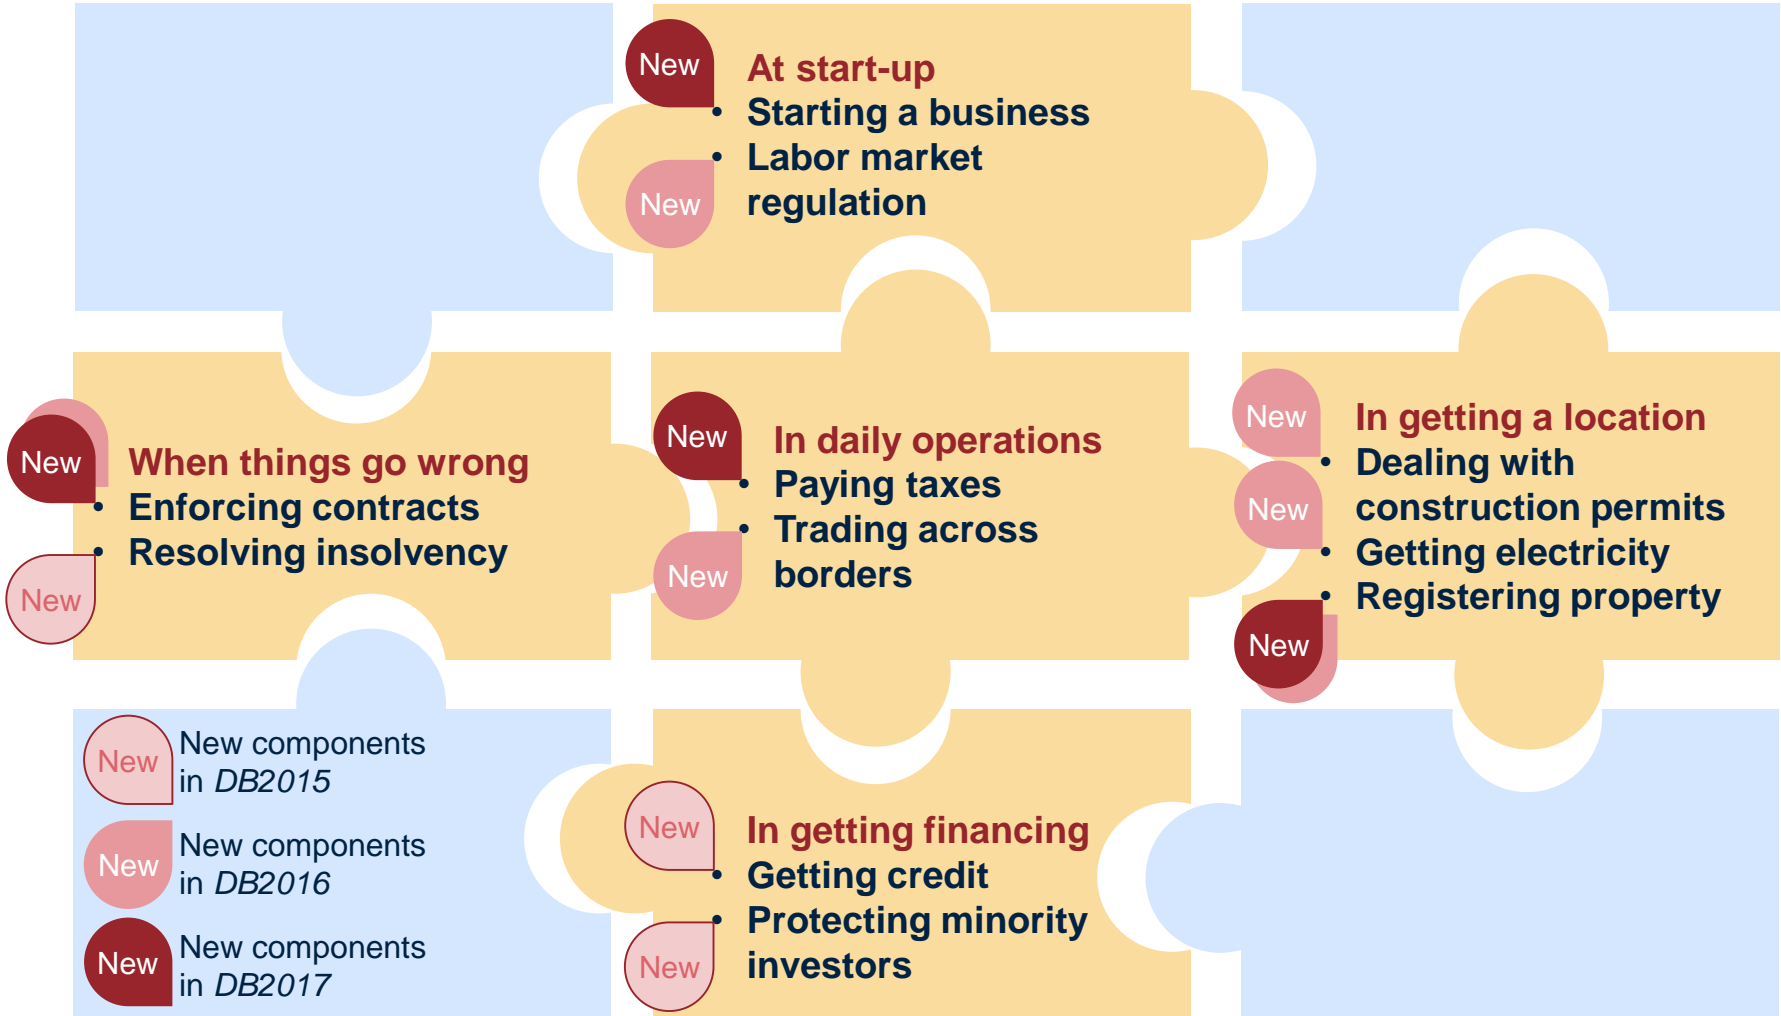 New
At start-up
• Starting a business
• Labor market
regulation
New
New
When things go wrong
• Enforcing contracts
• Resolving insolvency
New
New
In daily operations
• Paying taxes
• Trading across
borders
New
New
In getting a location
• Dealing with
construction permits
New
• Getting electricity
• Registering property
New
New
New components
in DB2015
New
New components
in DB2016
New
New components
in DB2017
New
In getting financing
• Getting credit
• Protecting minority
investors
New